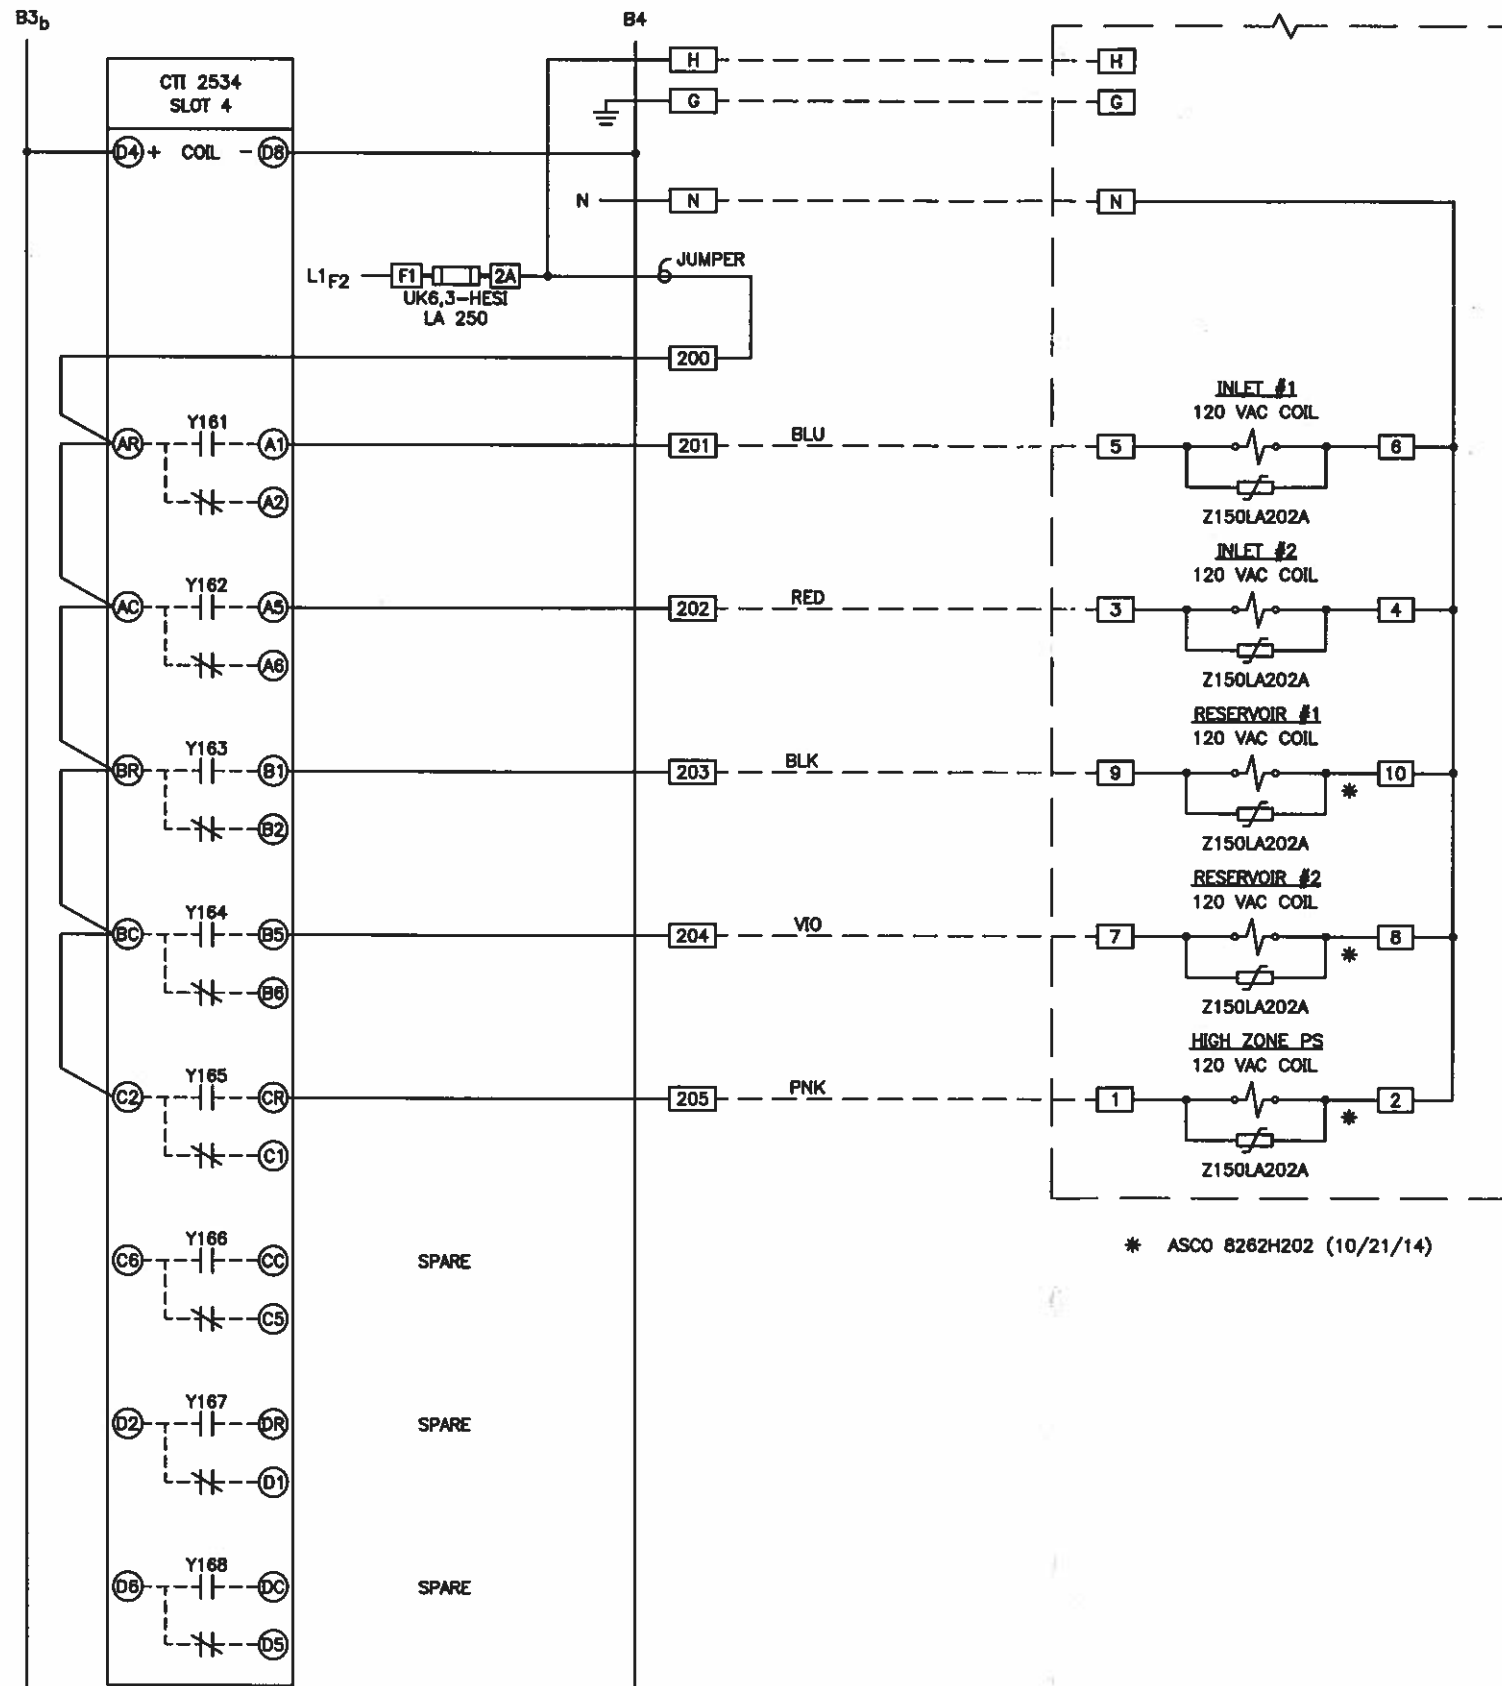 B3b
B4
CTI 2534
SLOT 4
D4 + COIL - D8
H
H
G
G
N
N
N
L1F2
F1
2A
JUMPER
UK6,3-HESI
LA 250
200
INLET #1
120 VAC COIL
AR
Y161
A1
201
BLU
5
6
A2
Z150LA202A
INLET #2
120 VAC COIL
AC
Y162
A5
202
RED
3
4
A6
Z150LA202A
RESERVOIR #1
120 VAC COIL
BR
Y163
B1
203
BLK
9
* 10
B2
Z150LA202A
RESERVOIR #2
120 VAC COIL
BC
Y164
B5
204
VIO
7
* 8
B6
Z150LA202A
HIGH ZONE PS
120 VAC COIL
C2
Y165
CR
205
PNK
1
* 2
C1
Z150LA202A
* ASCO 8262H202 (10/21/14)
C6
Y166
CC
SPARE
C5
D2
Y167
DR
SPARE
D1
D6
Y168
DC
SPARE
D5